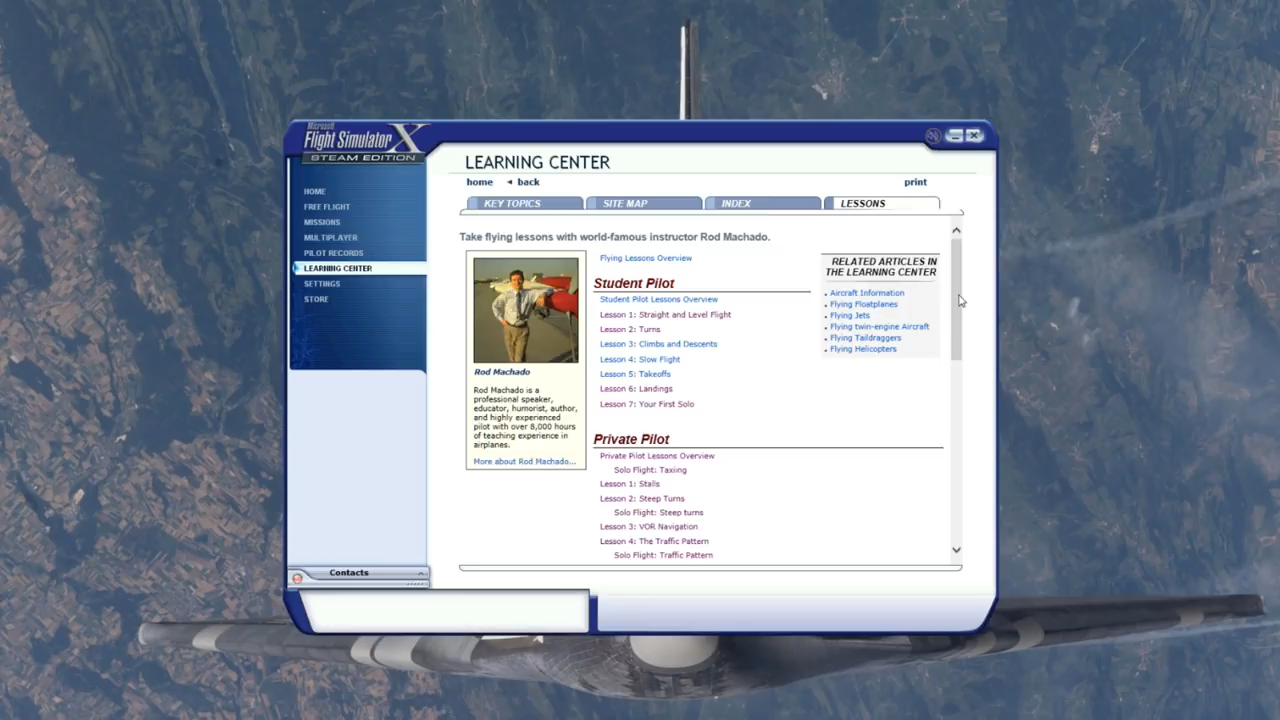 Microsoft
Flight Simulator X
STEAM EDITION
HOME
FREE FLIGHT
MISSIONS
MULTIPLAYER
PILOT RECORDS
LEARNING CENTER
SETTINGS
STORE
Contacts
LEARNING CENTER
home
back
print
KEY TOPICS
SITE MAP
INDEX
LESSONS
Take flying lessons with world-famous instructor Rod Machado.
Rod Machado
Rod Machado is a
professional speaker,
educator, humorist, author,
and highly experienced
pilot with over 8,000 hours
of teaching experience in
airplanes.
More about Rod Machado...
Flying Lessons Overview
Student Pilot
Student Pilot Lessons Overview
Lesson 1: Straight and Level Flight
Lesson 2: Turns
Lesson 3: Climbs and Descents
Lesson 4: Slow Flight
Lesson 5: Takeoffs
Lesson 6: Landings
Lesson 7: Your First Solo
Private Pilot
Private Pilot Lessons Overview
Solo Flight: Taxiing
Lesson 1: Stalls
Lesson 2: Steep Turns
Solo Flight: Steep turns
Lesson 3: VOR Navigation
Lesson 4: The Traffic Pattern
Solo Flight: Traffic Pattern
RELATED ARTICLES IN
THE LEARNING CENTER
Aircraft Information
Flying Floatplanes
Flying Jets
Flying twin-engine Aircraft
Flying Taildraggers
Flying Helicopters